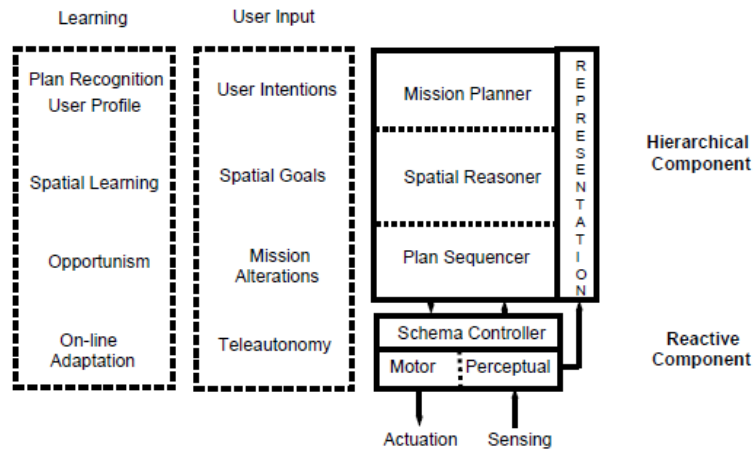 Learning
User Input
Plan Recognition
User Profile
Spatial Learning
Opportunism
On-line
Adaptation
User Intentions
Spatial Goals
Mission
Alterations
Teleautonomy
Mission Planner
Spatial Reasoner
Plan Sequencer
REPRESENTATION
Schema Controller
Motor
Perceptual
Actuation
Sensing
Hierarchical
Component
Reactive
Component